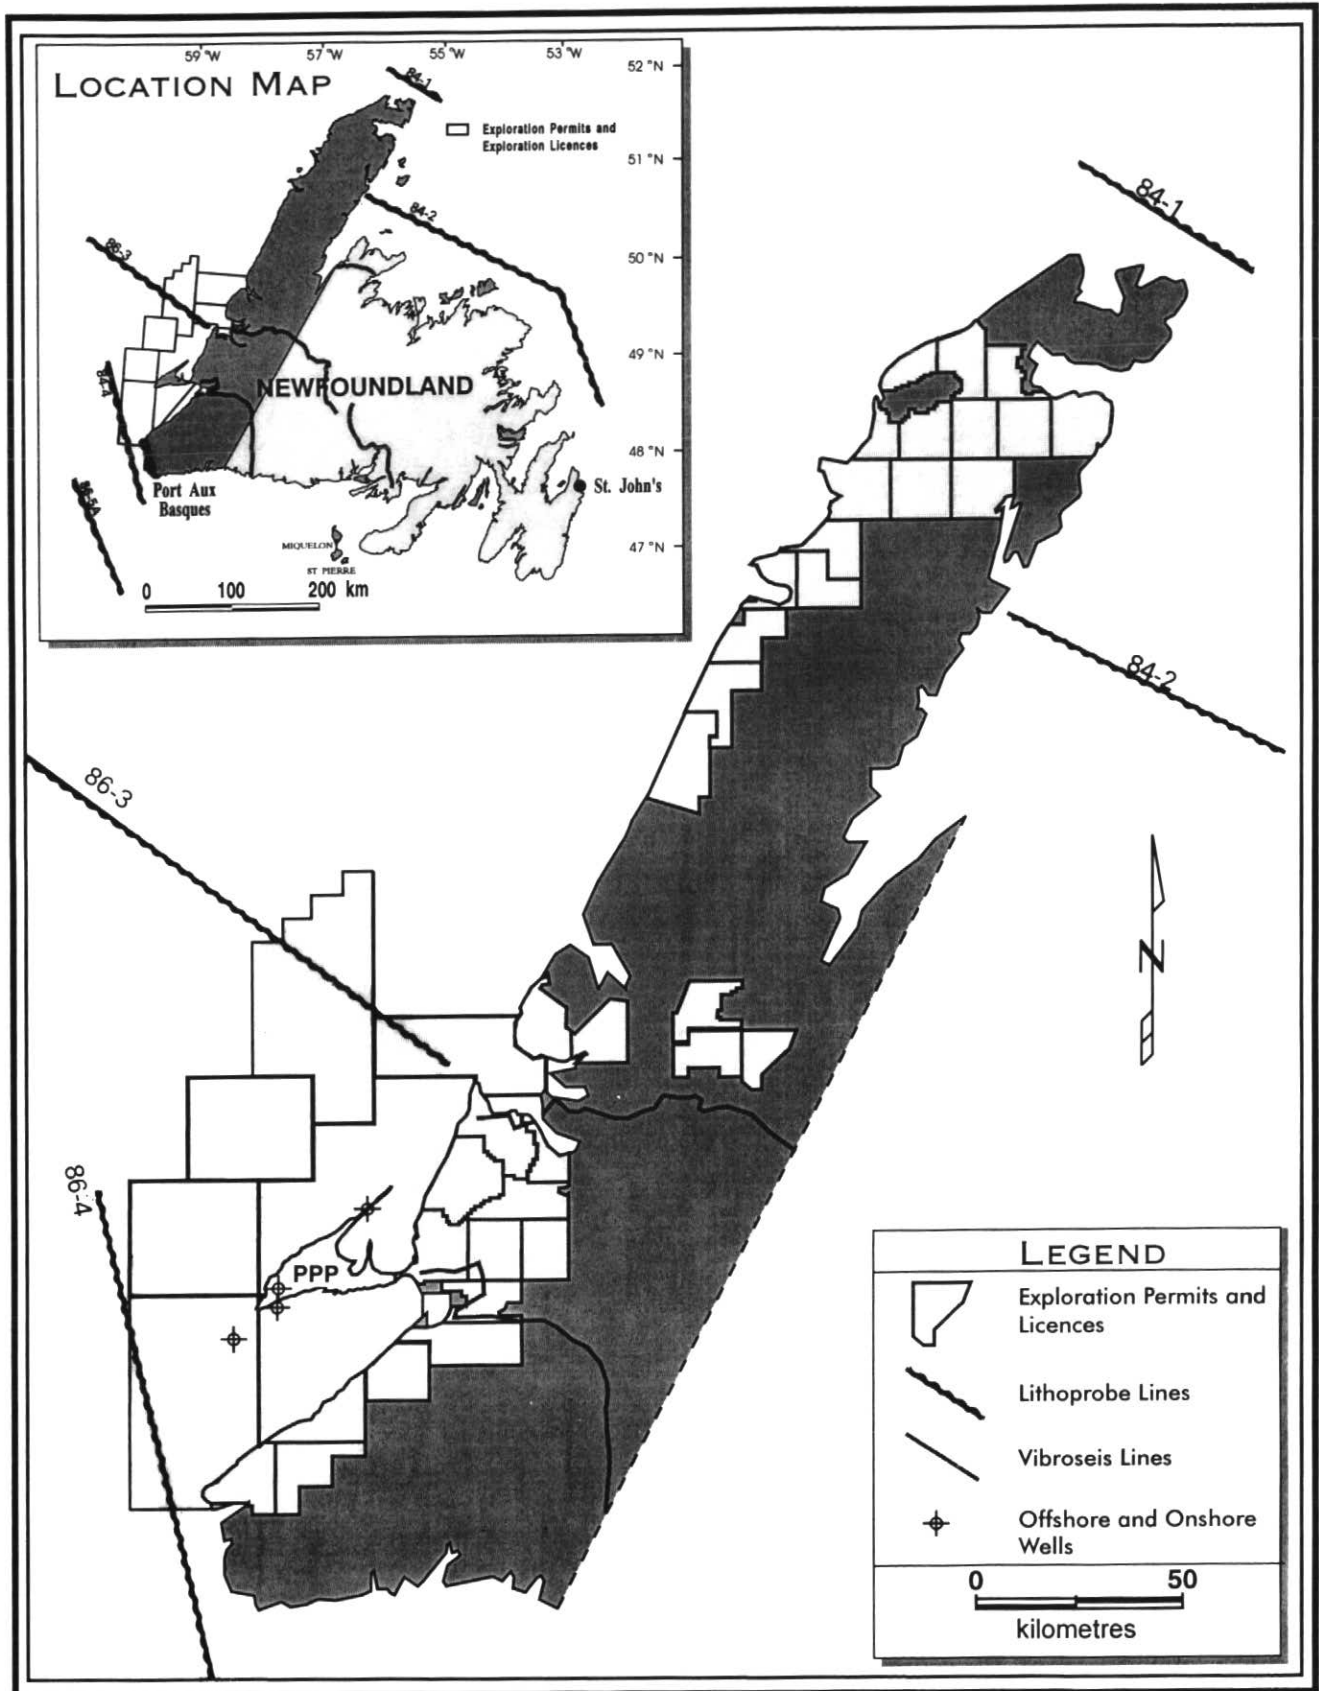 59 °W
57 °W
55 °W
53 °W
LOCATION MAP
52 °N
84-1
Exploration Permits and
Exploration Licences
51 °N
84-2
50 °N
86-3
49 °N
NEWFOUNDLAND
48 °N
Port Aux
Basques
St. John's
MIQUELON
ST PIERRE
47 °N
0 100 200 km
84-1
84-2
86-3
N
86-4
PPP
LEGEND
Exploration Permits and
Licences
Lithoprobe Lines
Vibroseis Lines
Offshore and Onshore
Wells
0 50
kilometres